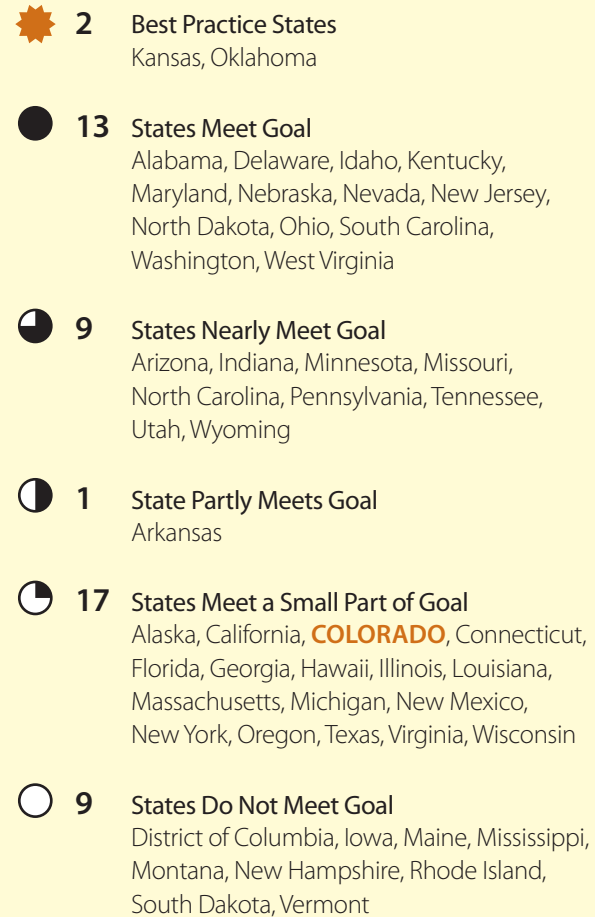 2 Best Practice States
Kansas, Oklahoma
13 States Meet Goal
Alabama, Delaware, Idaho, Kentucky,
Maryland, Nebraska, Nevada, New Jersey,
North Dakota, Ohio, South Carolina,
Washington, West Virginia
9 States Nearly Meet Goal
Arizona, Indiana, Minnesota, Missouri,
North Carolina, Pennsylvania, Tennessee,
Utah, Wyoming
1 State Partly Meets Goal
Arkansas
17 States Meet a Small Part of Goal
Alaska, California, COLORADO, Connecticut,
Florida, Georgia, Hawaii, Illinois, Louisiana,
Massachusetts, Michigan, New Mexico,
New York, Oregon, Texas, Virginia, Wisconsin
9 States Do Not Meet Goal
District of Columbia, Iowa, Maine, Mississippi,
Montana, New Hampshire, Rhode Island,
South Dakota, Vermont